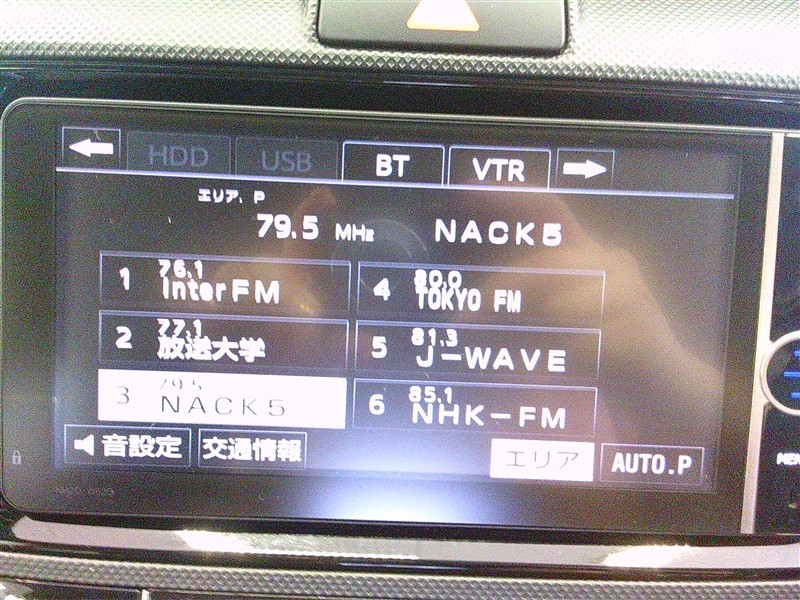 HDD USB BT VTR
エリア、P
79.5 MHz NACK5
1 76.1 InterFM
4 80.0 TOKYO FM
2 77.1 放送大学
5 81.3 J-WAVE
3 79.5 NACK5
6 85.1 NHK-FM
音設定 交通情報 エリア AUTO.P